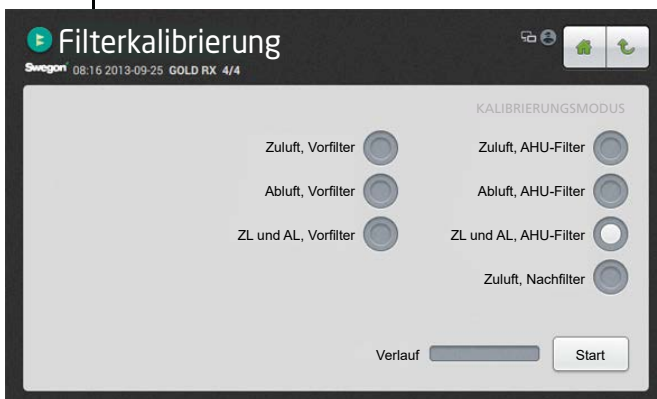 Filterkalibrierung
Swegon 08:16 2013-09-25 GOLD RX 4/4
KALIBRIERUNGSMODUS
Zuluft, Vorfilter Zuluft, AHU-Filter
Abluft, Vorfilter Abluft, AHU-Filter
ZL und AL, Vorfilter ZL und AL, AHU-Filter
Zuluft, Nachfilter
Verlauf Start